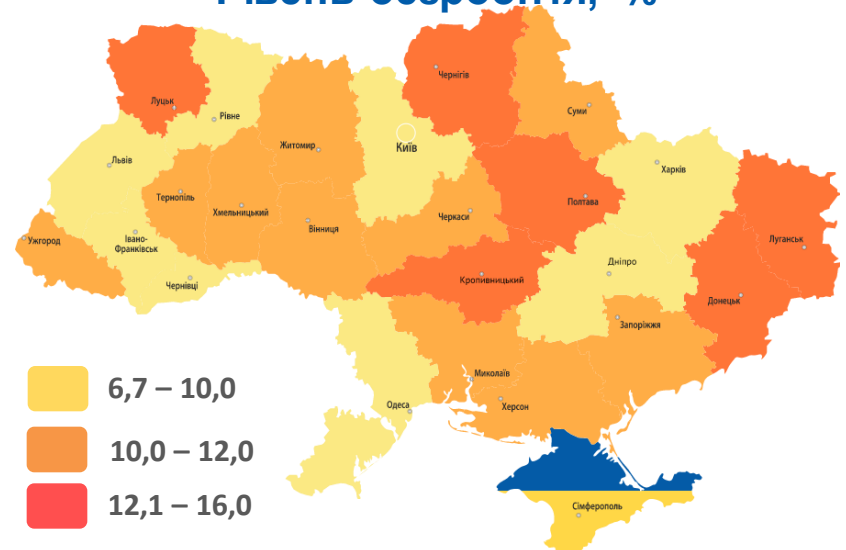 Чернігів
Луцьк
Суми
Рівне
Житомир
Київ
Львів
Харків
Тернопіль
Хмельницький
Полтава
Черкаси
Ужгород
Івано-
Франківськ
Вінниця
Луганськ
Дніпро
Чернівці
Кропивницький
Донецьк
Запоріжжя
6,7 – 10,0
Миколаїв
Одеса
Херсон
10,0 – 12,0
12,1 – 16,0
Сімферополь